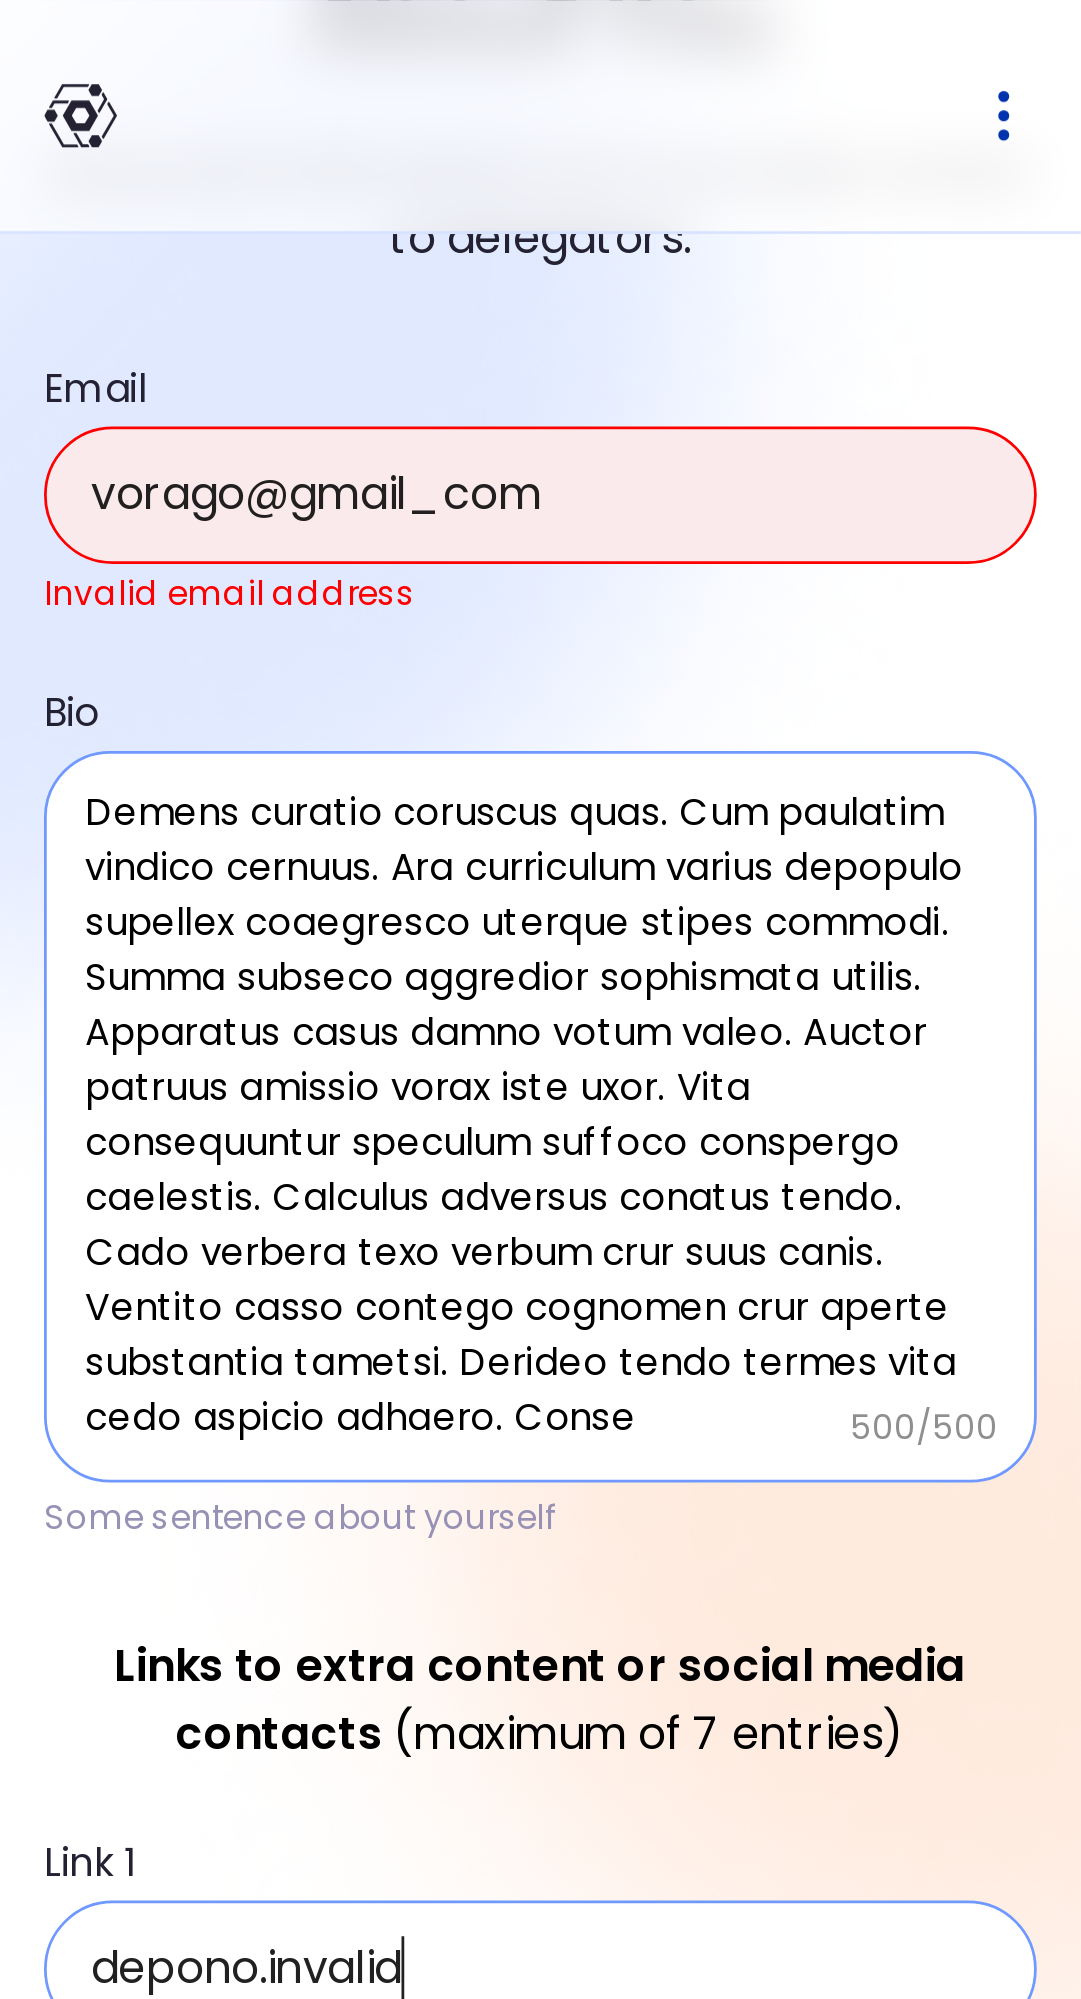 to delegators.
Email
vorago@gmail_com
Invalid email address
Bio
Demens curatio coruscus quas. Cum paulatim
vindico cernuus. Ara curriculum varius depopulo
supellex coaegresco uterque stipes commodi.
Summa subseco aggredior sophismata utilis.
Apparatus casus damno votum valeo. Auctor
patruus amissio vorax iste uxor. Vita
consequuntur speculum suffoco conspergo
caelestis. Calculus adversus conatus tendo.
Cado verbera texo verbum crur suus canis.
Ventito casso contego cognomen crur aperte
substantia tametsi. Derideo tendo termes vita
cedo aspicio adhaero. Conse
500/500
Some sentence about yourself
Links to extra content or social media
contacts (maximum of 7 entries)
Link 1
depono.invalid